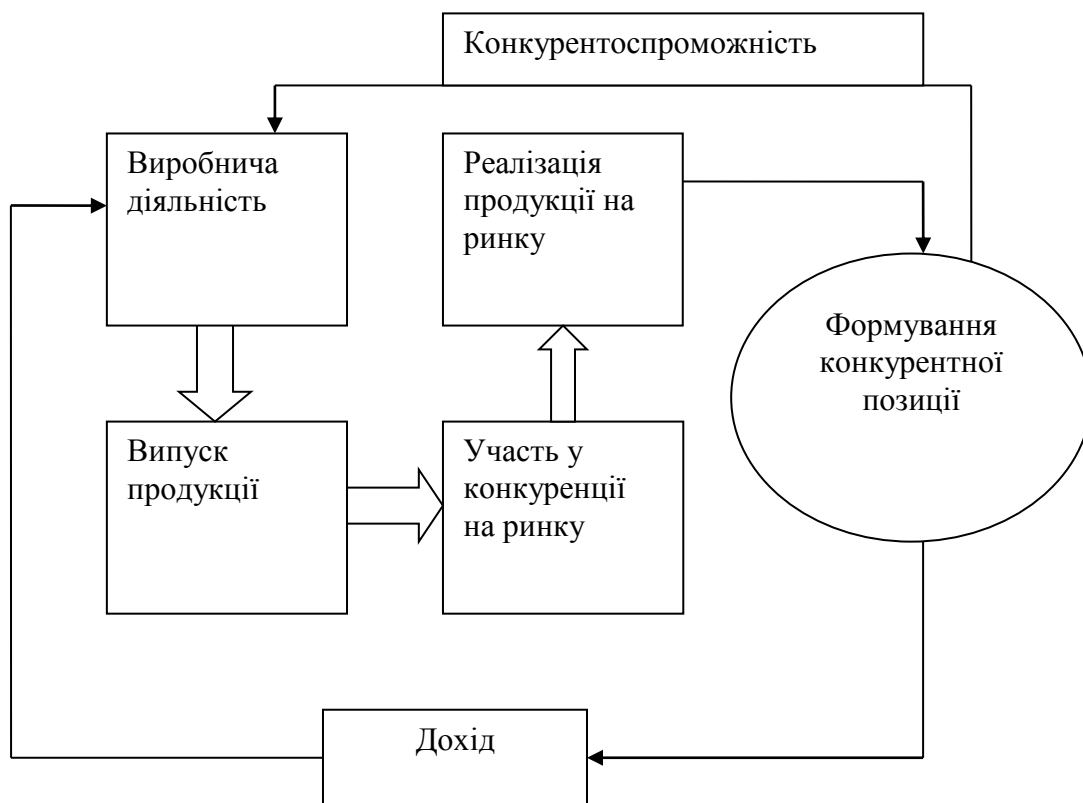 Конкурентоспроможність
Виробнича
діяльність
Реалізація
продукції на
ринку
Формування
конкурентної
позиції
Випуск
продукції
Участь у
конкуренції
на ринку
Дохід